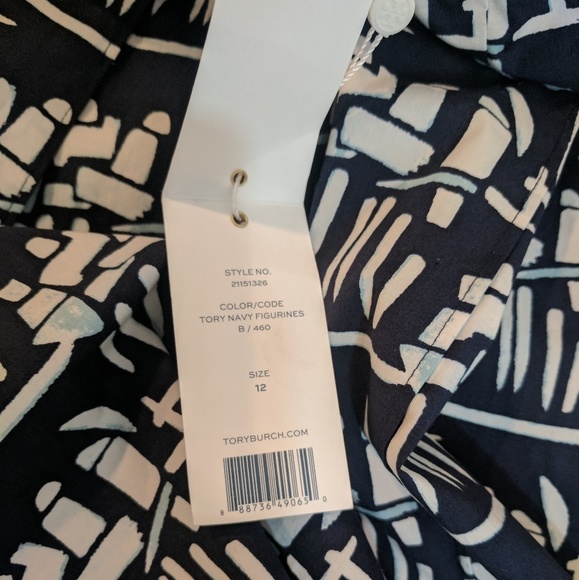 STYLE NO.
21151326
COLOR/CODE
TORY NAVY FIGURINES
B / 460
SIZE
12
TORYBURCH.COM
8 88736 49065 0